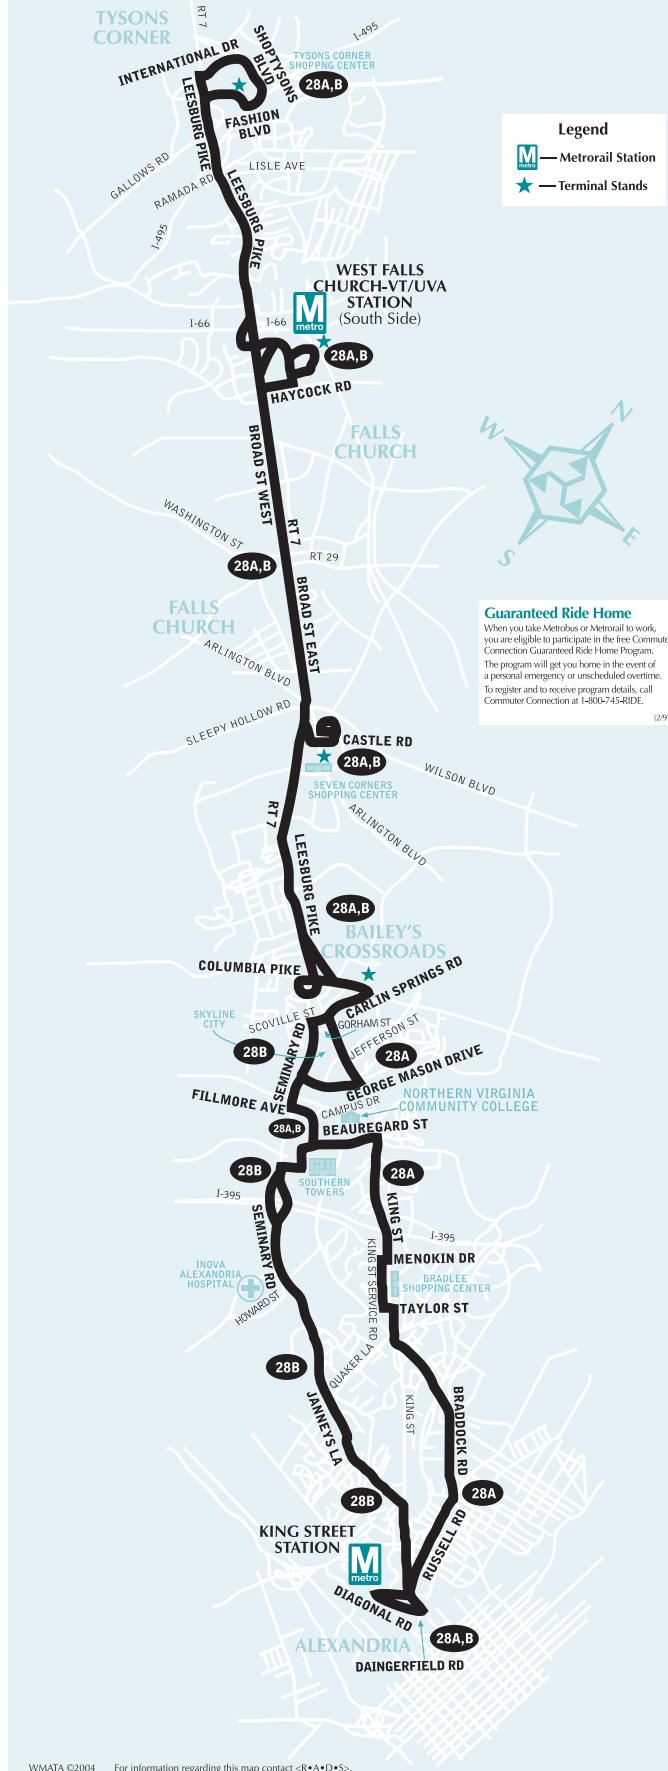 TYSONS
CORNER
RT 7
I-495
INTERNATIONAL DR
SHOPTYSONS
BLVD
TYSONS CORNER
SHOPPNG CENTER
28A,B
LEESBURG PIKE
FASHION
BLVD
Legend
M
metro
Metrorail Station
Terminal Stands
GALLOWS RD
LISLE AVE
RAMADA RD
LEESBURG PIKE
I-495
WEST FALLS
CHURCH-VT/UVA
STATION
(South Side)
M
metro
I-66
I-66
28A,B
HAYCOCK RD
N
W
E
S
FALLS
CHURCH
BROAD ST WEST
WASHINGTON ST
RT 7
RT 29
28A,B
BROAD ST EAST
FALLS
CHURCH
Guaranteed Ride Home
When you take Metrobus or Metrorail to work,
you are eligible to participate in the free Commute
Connection Guaranteed Ride Home Program.
The program will get you home in the event of
a personal emergency or unscheduled overtime.
To register and to receive program details, call
Commuter Connection at 1-800-745-RIDE.
(2/9
ARLINGTON BLVD
SLEEPY HOLLOW RD
CASTLE RD
28A,B
WILSON BLVD
SEVEN CORNERS
SHOPPING CENTER
RT 7
ARLINGTON BLVD
LEESBURG PIKE
28A,B
BAILEY'S
CROSSROADS
COLUMBIA PIKE
CARLIN SPRINGS RD
SKYLINE
CITY
SCOVILLE ST
GORHAM ST
JEFFERSON ST
28B
SEMINARY RD
28A
GEORGE MASON DRIVE
FILLMORE AVE
CAMPUS DR
NORTHERN VIRGINIA
COMMUNITY COLLEGE
28A,B
BEAUREGARD ST
28B
SOUTHERN
TOWERS
28A
I-395
KING ST
SEMINARY RD
I-395
KING ST SERVICE RD
MENOKIN DR
INOVA
ALEXANDRIA
HOSPITAL
BRADLEE
SHOPPING CENTER
HOWARD ST
TAYLOR ST
QUAKER LA
28B
JANNEYS LA
KING ST
BRADDOCK RD
28B
28A
KING STREET
STATION
M
metro
RUSSELL RD
DIAGONAL RD
ALEXANDRIA
28A,B
DAINGERFIELD RD
WMATA ©2004 For information regarding this map contact <R•A•D•S>.